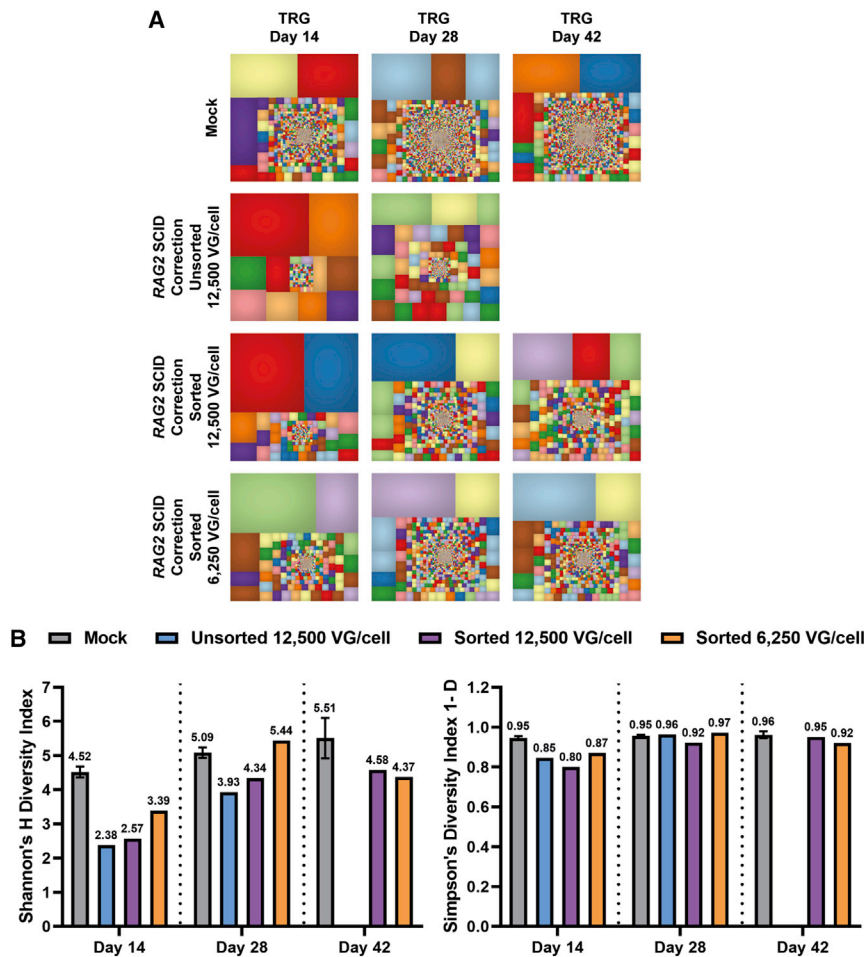 A
TRG
Day 14
TRG
Day 28
TRG
Day 42
Mock
RAG2 SCID
Correction
Unsorted
12,500 VG/cell
RAG2 SCID
Correction
Sorted
12,500 VG/cell
RAG2 SCID
Correction
Sorted
6,250 VG/cell
B
Mock
Unsorted 12,500 VG/cell
Sorted 12,500 VG/cell
Sorted 6,250 VG/cell
Shannon's H Diversity Index
7
6
5
4
3
2
1
0
4.52
2.38
2.57
3.39
5.09
3.93
4.34
5.44
5.51
4.58
4.37
Day 14
Day 28
Day 42
Simpson's Diversity Index 1- D
1.2
1.0
0.8
0.6
0.4
0.2
0.0
0.95
0.85
0.80
0.87
0.95
0.96
0.92
0.97
0.96
0.95
0.92
Day 14
Day 28
Day 42